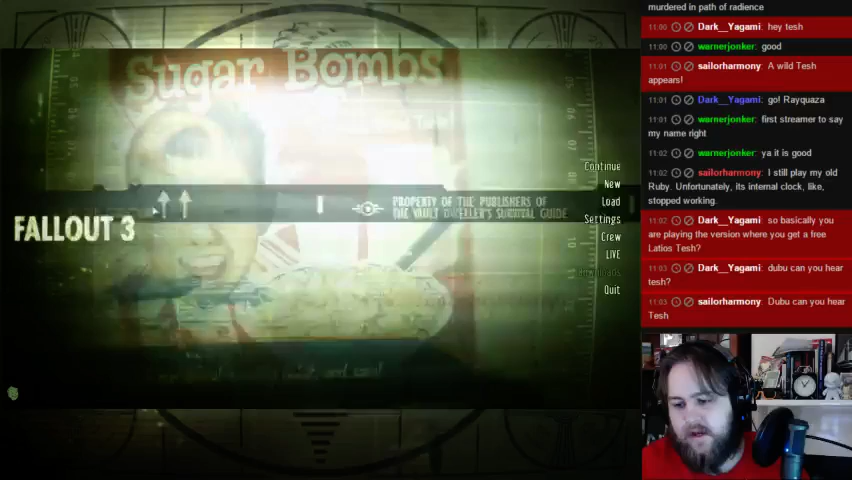 Sugar Bombs
PROPERTY OF THE PUBLISHERS OF
THE VAULT DWELLER'S SURVIVAL GUIDE
FALLOUT 3
Continue
New
Load
Settings
Crew
LIVE
Downloads
Quit
murdered in path of radience
11:00 Dark__Yagami: hey tesh
11:00 warnerjonker: good
11:01 sailorharmony: A wild Tesh
appears!
11:01 Dark__Yagami: go! Rayquaza
11:01 warnerjonker: first streamer to say
my name right
11:02 warnerjonker: ya it is good
11:02 sailorharmony: I still play my old
Ruby. Unfortunately, its internal clock, like,
stopped working.
11:02 Dark__Yagami: so basically you
are playing the version where you get a free
Latios Tesh?
11:03 Dark__Yagami: dubu can you hear
tesh?
11:03 sailorharmony: Dubu can you hear
Tesh